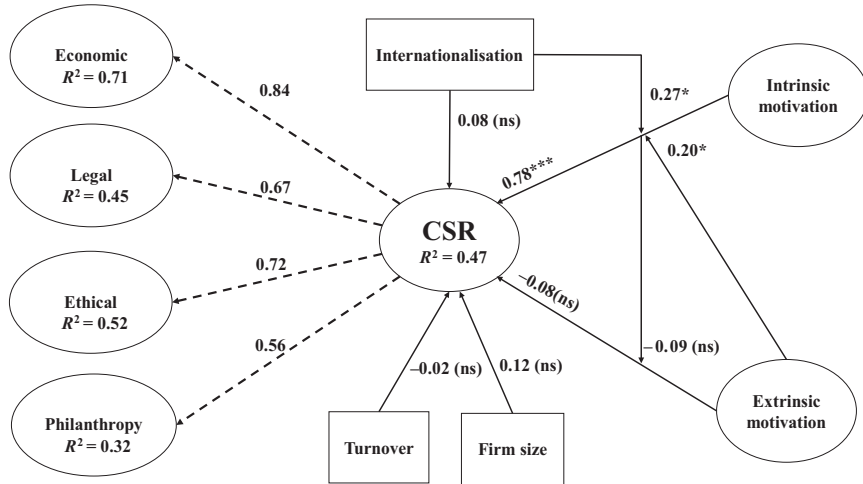 Economic
R² = 0.71
0.84
Legal
R² = 0.45
0.67
Ethical
R² = 0.52
0.72
Philanthropy
R² = 0.32
0.56
Internationalisation
0.08 (ns)
CSR
R² = 0.47
0.27*
Intrinsic
motivation
0.20*
0.78***
–0.08(ns)
–0.09 (ns)
Extrinsic
motivation
–0.02 (ns)
0.12 (ns)
Turnover
Firm size